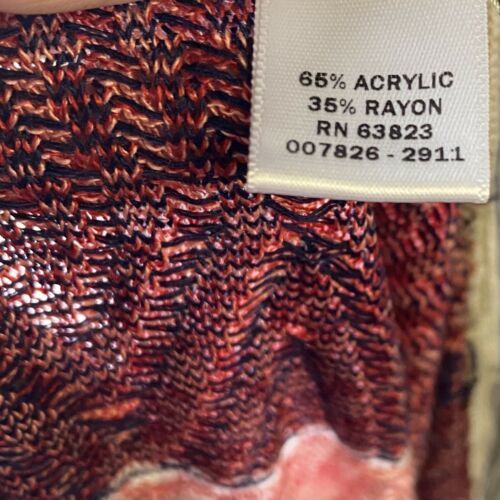 65% ACRYLIC
35% RAYON
RN 63823
007826 - 2911